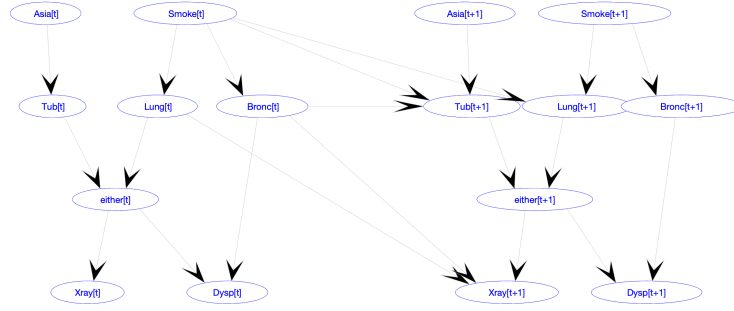 Asia[t] Smoke[t] Asia[t+1] Smoke[t+1]
Tub[t] Lung[t] Bronc[t] Tub[t+1] Lung[t+1] Bronc[t+1]
either[t] either[t+1]
Xray[t] Dysp[t] Xray[t+1] Dysp[t+1]